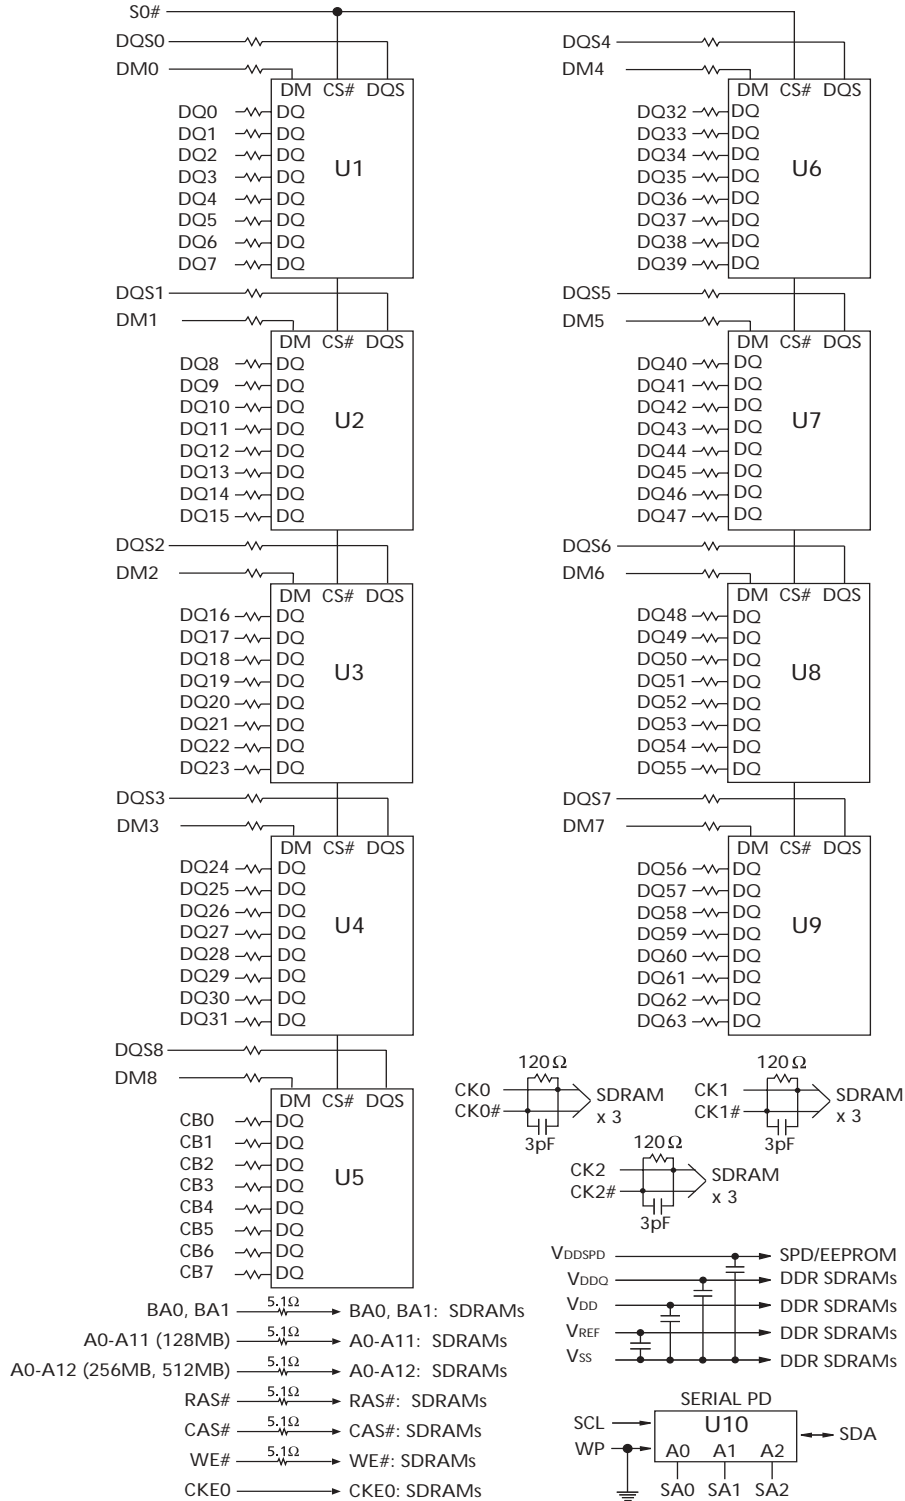 S0#
DQS0
DM0
DM CS# DQS
DQ0 DQ
DQ1 DQ
DQ2 DQ
DQ3 DQ
DQ4 DQ
DQ5 DQ
DQ6 DQ
DQ7 DQ
U1
DQS1
DM1
DM CS# DQS
DQ8 DQ
DQ9 DQ
DQ10 DQ
DQ11 DQ
DQ12 DQ
DQ13 DQ
DQ14 DQ
DQ15 DQ
U2
DQS2
DM2
DM CS# DQS
DQ16 DQ
DQ17 DQ
DQ18 DQ
DQ19 DQ
DQ20 DQ
DQ21 DQ
DQ22 DQ
DQ23 DQ
U3
DQS3
DM3
DM CS# DQS
DQ24 DQ
DQ25 DQ
DQ26 DQ
DQ27 DQ
DQ28 DQ
DQ29 DQ
DQ30 DQ
DQ31 DQ
U4
DQS8
DM8
DM CS# DQS
CB0 DQ
CB1 DQ
CB2 DQ
CB3 DQ
CB4 DQ
CB5 DQ
CB6 DQ
CB7 DQ
U5
DQS4
DM4
DM CS# DQS
DQ32 DQ
DQ33 DQ
DQ34 DQ
DQ35 DQ
DQ36 DQ
DQ37 DQ
DQ38 DQ
DQ39 DQ
U6
DQS5
DM5
DM CS# DQS
DQ40 DQ
DQ41 DQ
DQ42 DQ
DQ43 DQ
DQ44 DQ
DQ45 DQ
DQ46 DQ
DQ47 DQ
U7
DQS6
DM6
DM CS# DQS
DQ48 DQ
DQ49 DQ
DQ50 DQ
DQ51 DQ
DQ52 DQ
DQ53 DQ
DQ54 DQ
DQ55 DQ
U8
DQS7
DM7
DM CS# DQS
DQ56 DQ
DQ57 DQ
DQ58 DQ
DQ59 DQ
DQ60 DQ
DQ61 DQ
DQ62 DQ
DQ63 DQ
U9
120Ω
CK0
CK0#
SDRAM
x 3
3pF
120Ω
CK1
CK1#
SDRAM
x 3
3pF
120Ω
CK2
CK2#
SDRAM
x 3
3pF
BA0, BA1 5.1Ω BA0, BA1: SDRAMs
A0-A11 (128MB) 5.1Ω A0-A11: SDRAMs
A0-A12 (256MB, 512MB) 5.1Ω A0-A12: SDRAMs
RAS# 5.1Ω RAS#: SDRAMs
CAS# 5.1Ω CAS#: SDRAMs
WE# 5.1Ω WE#: SDRAMs
CKE0 CKE0: SDRAMs
VDDSPD SPD/EEPROM
VDDQ DDR SDRAMs
VDD DDR SDRAMs
VREF DDR SDRAMs
VSS DDR SDRAMs
SERIAL PD
SCL
U10
SDA
WP
A0 A1 A2
SA0 SA1 SA2